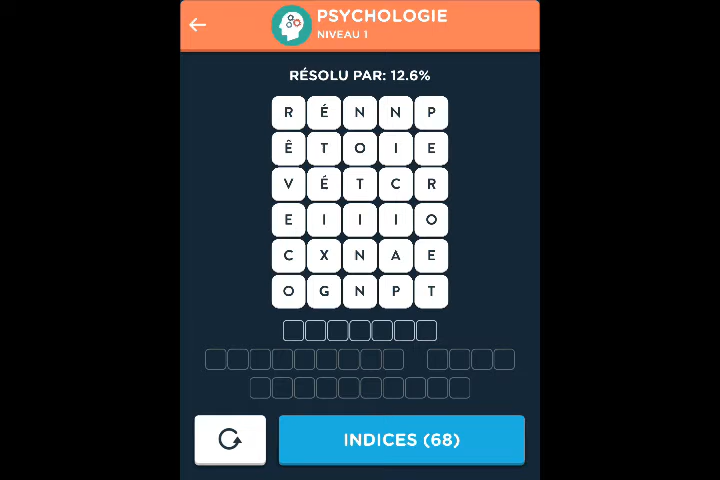 PSYCHOLOGIE
NIVEAU 1
RÉSOLU PAR: 12.6%
R É N N P
Ê T O I E
V É T C R
E I I I O
C X N A E
O G N P T
INDICES (68)